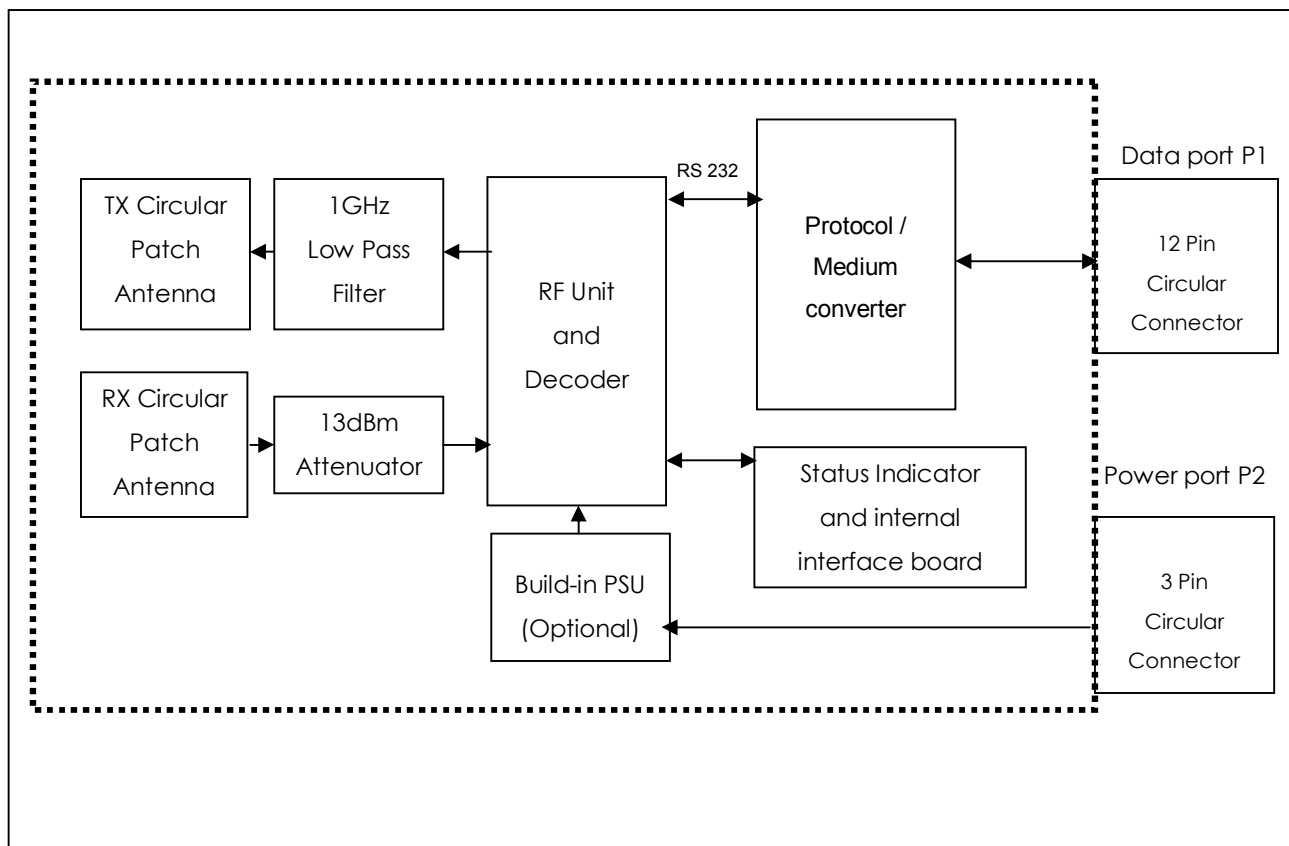 Data port P1
RS 232
TX Circular
Patch
Antenna
1GHz
Low Pass
Filter
RF Unit
and
Decoder
Protocol /
Medium
converter
12 Pin
Circular
Connector
RX Circular
Patch
Antenna
13dBm
Attenuator
Status Indicator
and internal
interface board
Power port P2
Build-in PSU
(Optional)
3 Pin
Circular
Connector